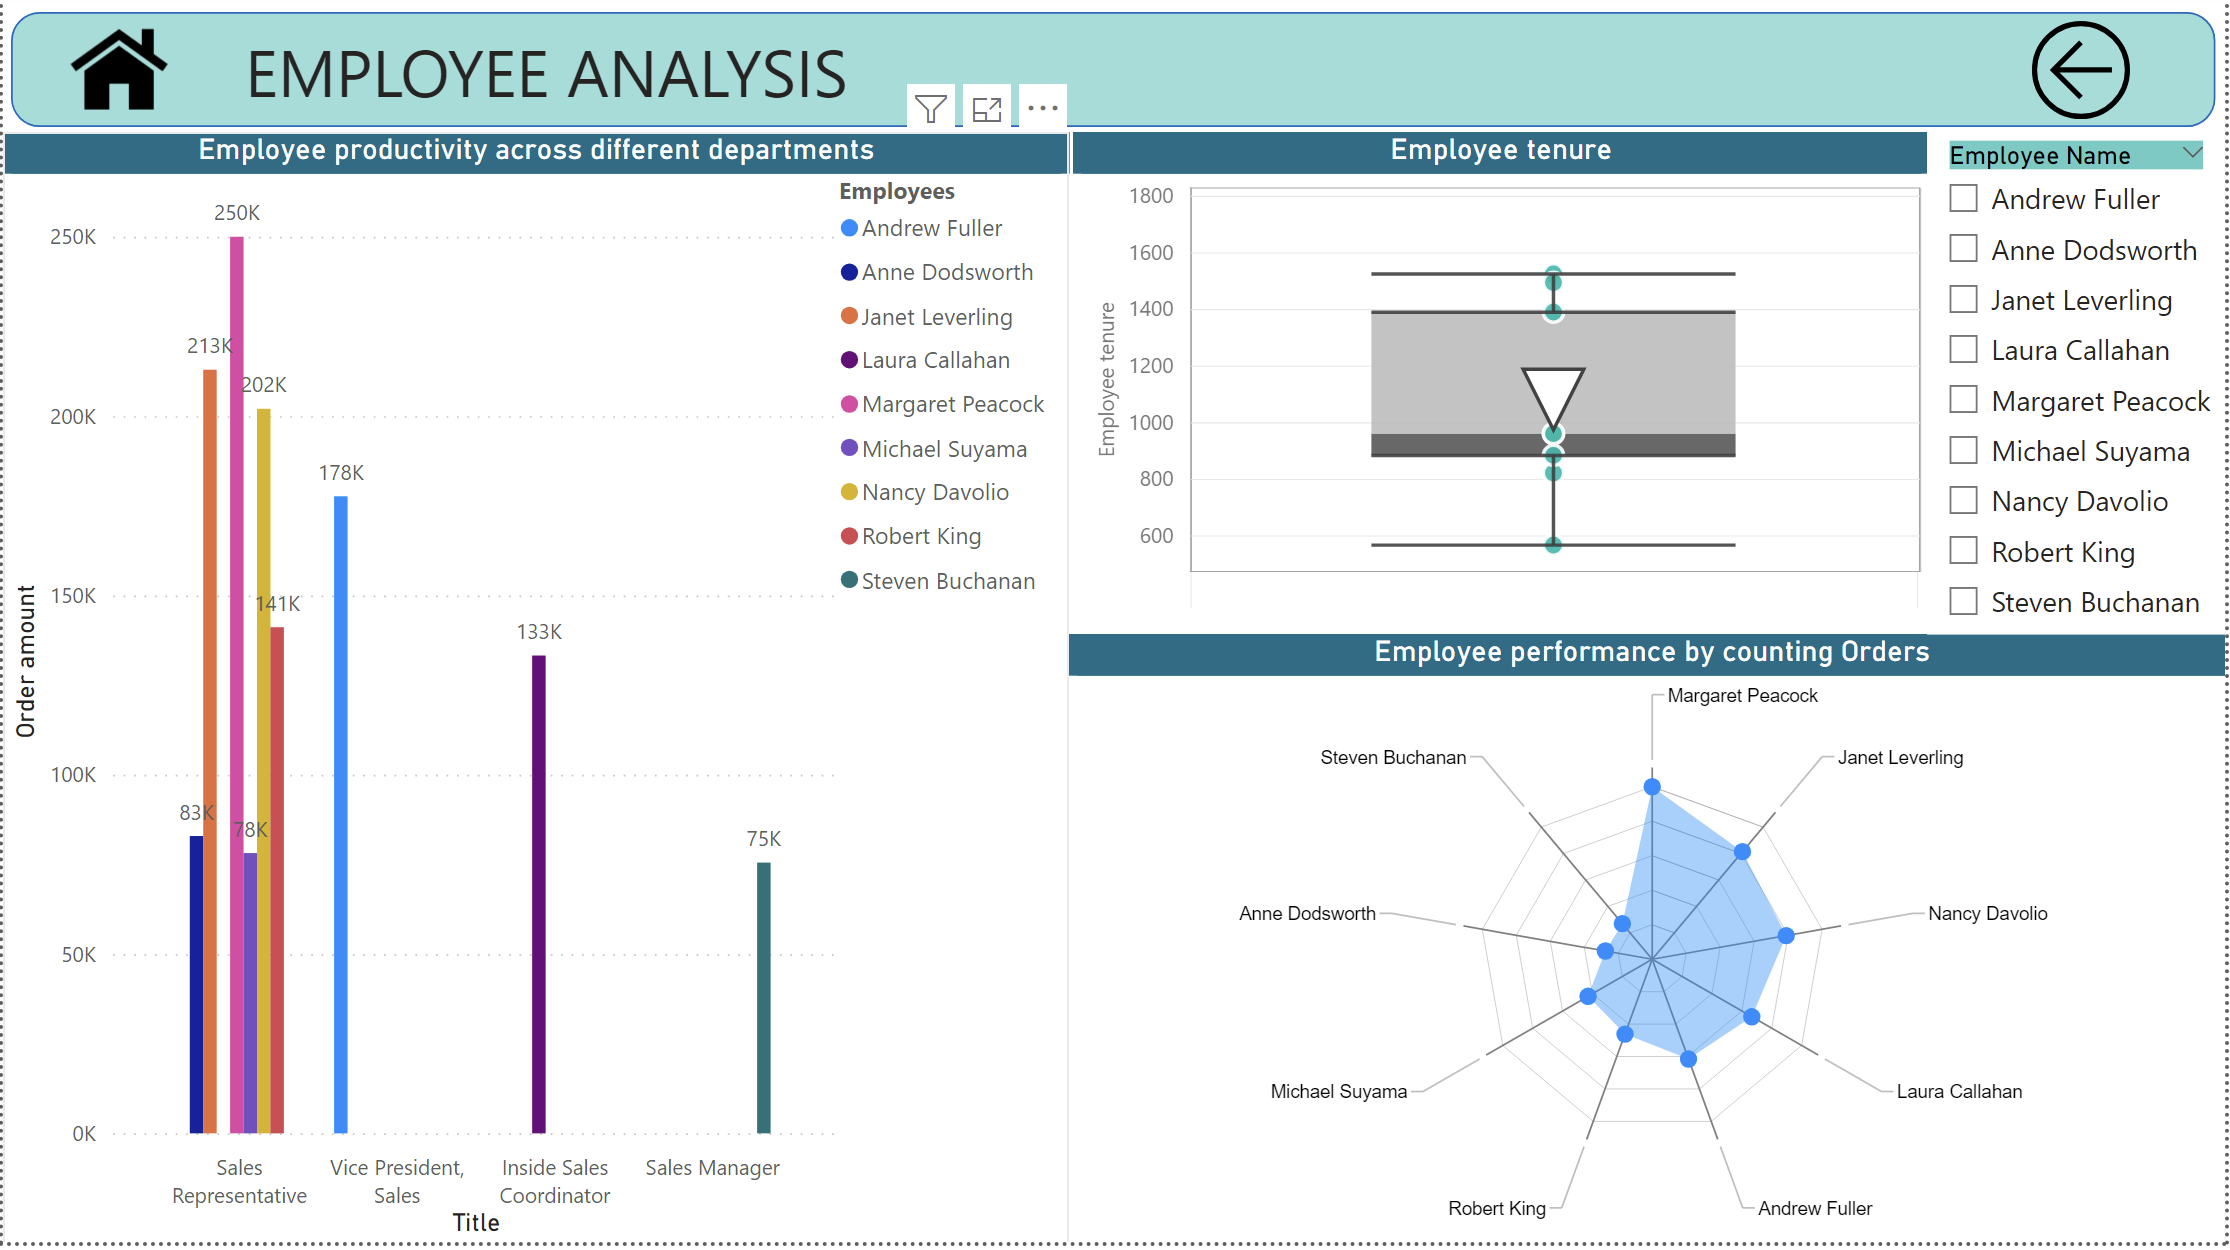 EMPLOYEE ANALYSIS
Employee productivity across different departments
Employees
Andrew Fuller
Anne Dodsworth
Janet Leverling
Laura Callahan
Margaret Peacock
Michael Suyama
Nancy Davolio
Robert King
Steven Buchanan
Order amount
250K
200K
150K
100K
50K
0K
83K
213K
250K
78K
202K
141K
178K
133K
75K
Sales
Representative
Vice President,
Sales
Inside Sales
Coordinator
Sales Manager
Title
Employee tenure
Employee tenure
1800
1600
1400
1200
1000
800
600
Employee Name
Andrew Fuller
Anne Dodsworth
Janet Leverling
Laura Callahan
Margaret Peacock
Michael Suyama
Nancy Davolio
Robert King
Steven Buchanan
Employee performance by counting Orders
Margaret Peacock
Janet Leverling
Nancy Davolio
Laura Callahan
Andrew Fuller
Robert King
Michael Suyama
Anne Dodsworth
Steven Buchanan